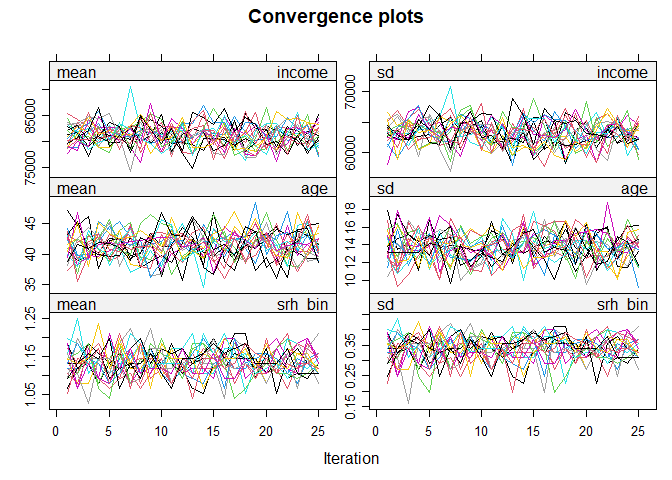 Convergence plots
mean income
sd income
75000 85000
60000 70000
mean age
sd age
35 40 45
10 12 14 16 18
mean srh_bin
sd srh_bin
1.05 1.15 1.25
0.15 0.25 0.35
0 5 10 15 20 25
0 5 10 15 20 25
Iteration